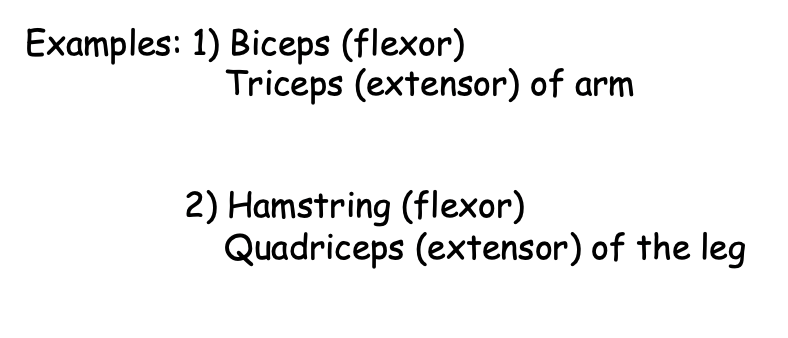 Examples: 1) Biceps (flexor)
Triceps (extensor) of arm
2) Hamstring (flexor)
Quadriceps (extensor) of the leg